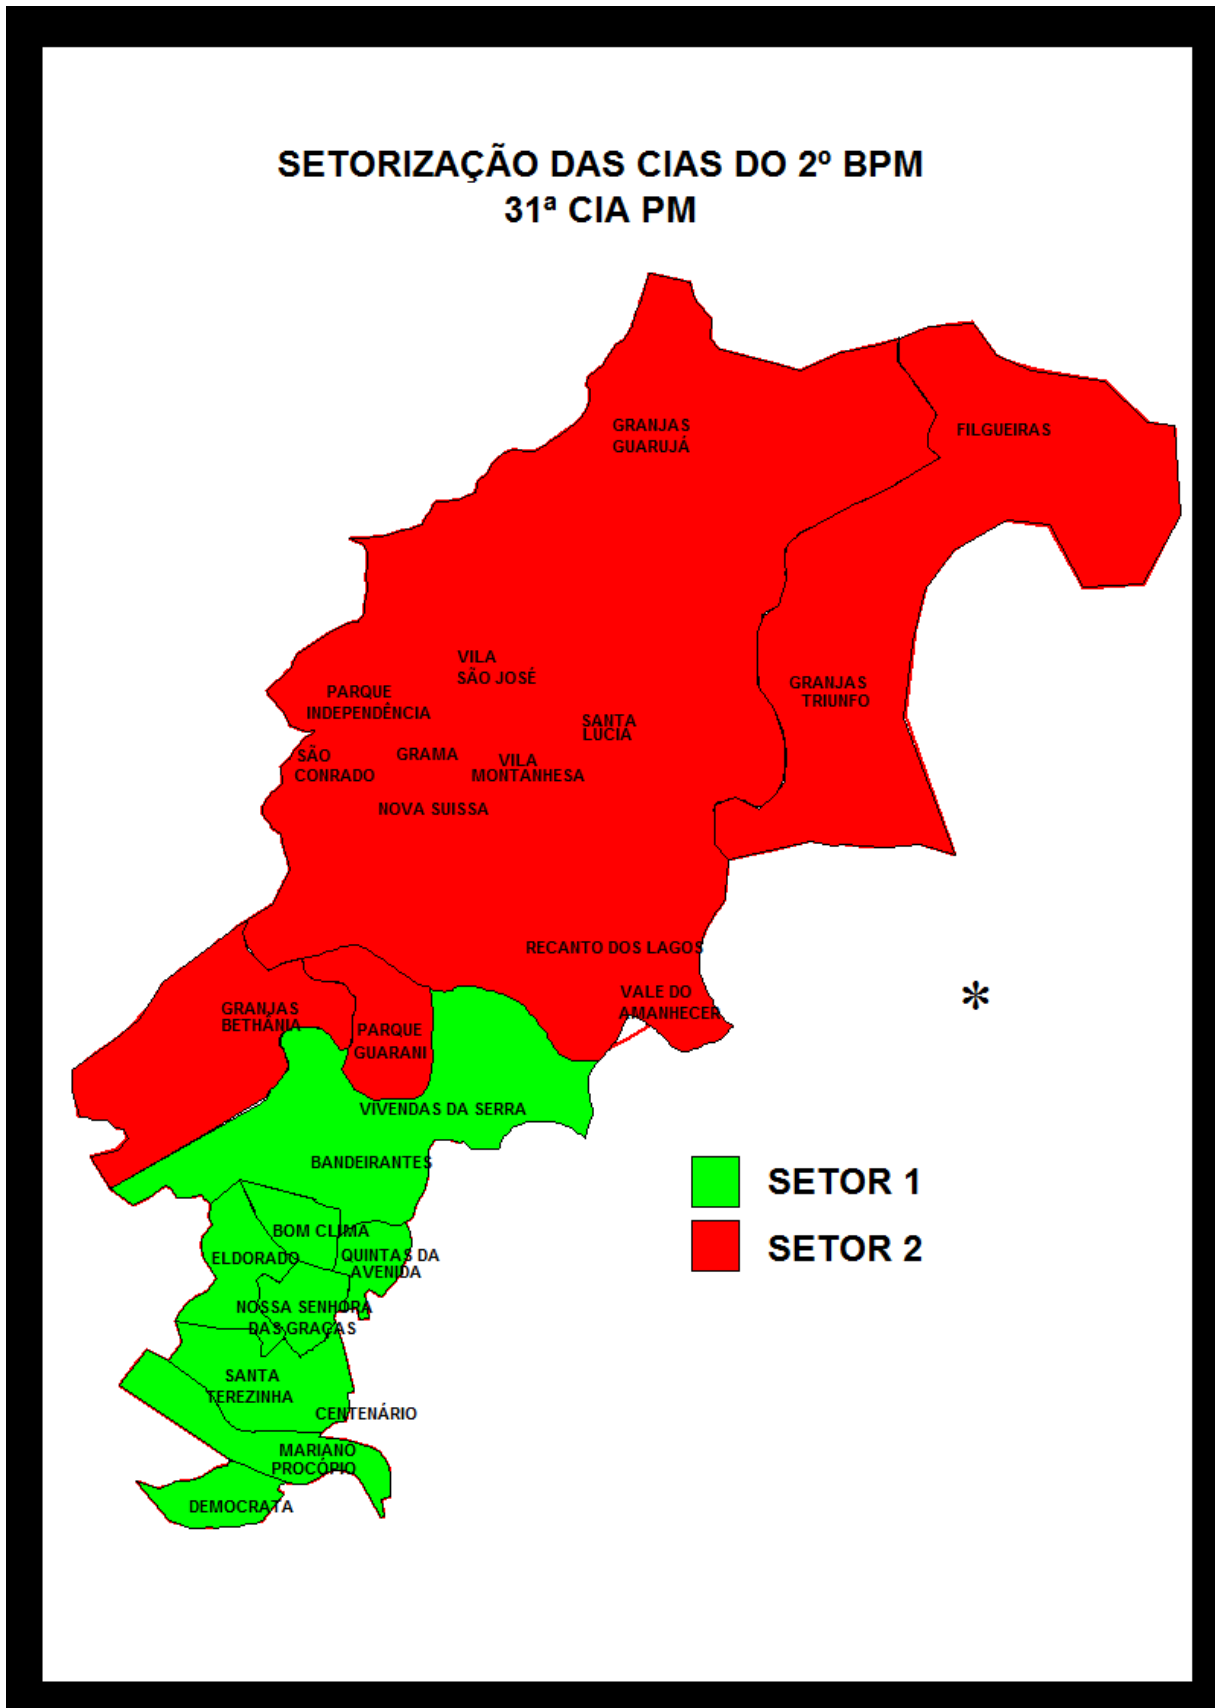 SETORIZAÇÃO DAS CIAS DO 2º BPM
31ª CIA PM
GRANJAS
GUARUJÁ
FILGUEIRAS
VILA
SÃO JOSÉ
PARQUE
INDEPENDÊNCIA
GRANJAS
TRIUNFO
SANTA
LÚCIA
SÃO
CONRADO
GRAMA
VILA
MONTANHESA
NOVA SUISSA
RECANTO DOS LAGOS
VALE DO
AMANHECER
*
GRANJAS
BETHÂNIA
PARQUE
GUARANI
VIVENDAS DA SERRA
BANDEIRANTES
SETOR 1
SETOR 2
BOM CLIMA
ELDORADO
QUINTAS DA
AVENIDA
NOSSA SENHORA
DAS GRAÇAS
SANTA
TEREZINHA
CENTENÁRIO
MARIANO
PROCÓPIO
DEMOCRATA